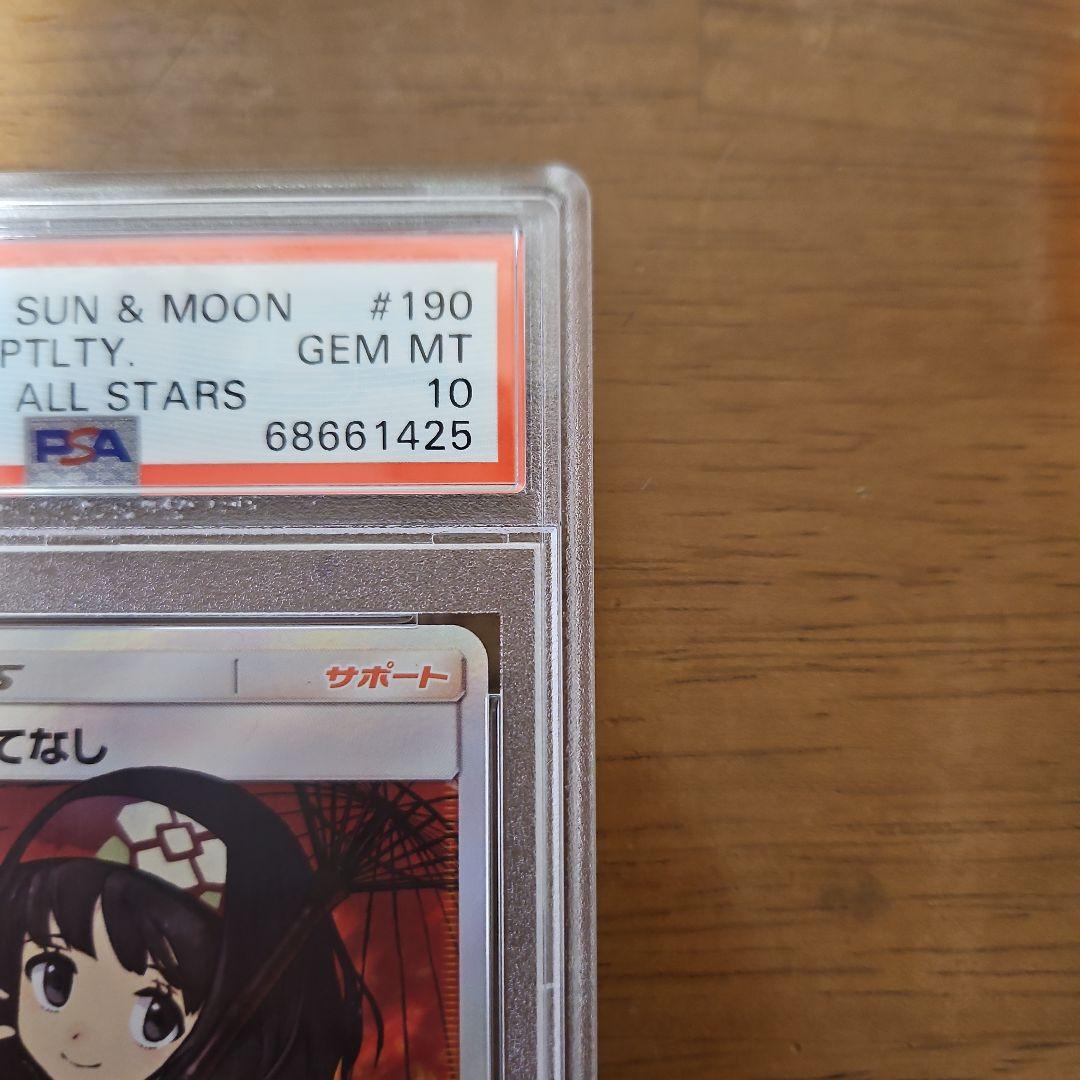 SUN & MOON #190
PTLTY. GEM MT
ALL STARS 10
PSA 68661425
サポート
てなし